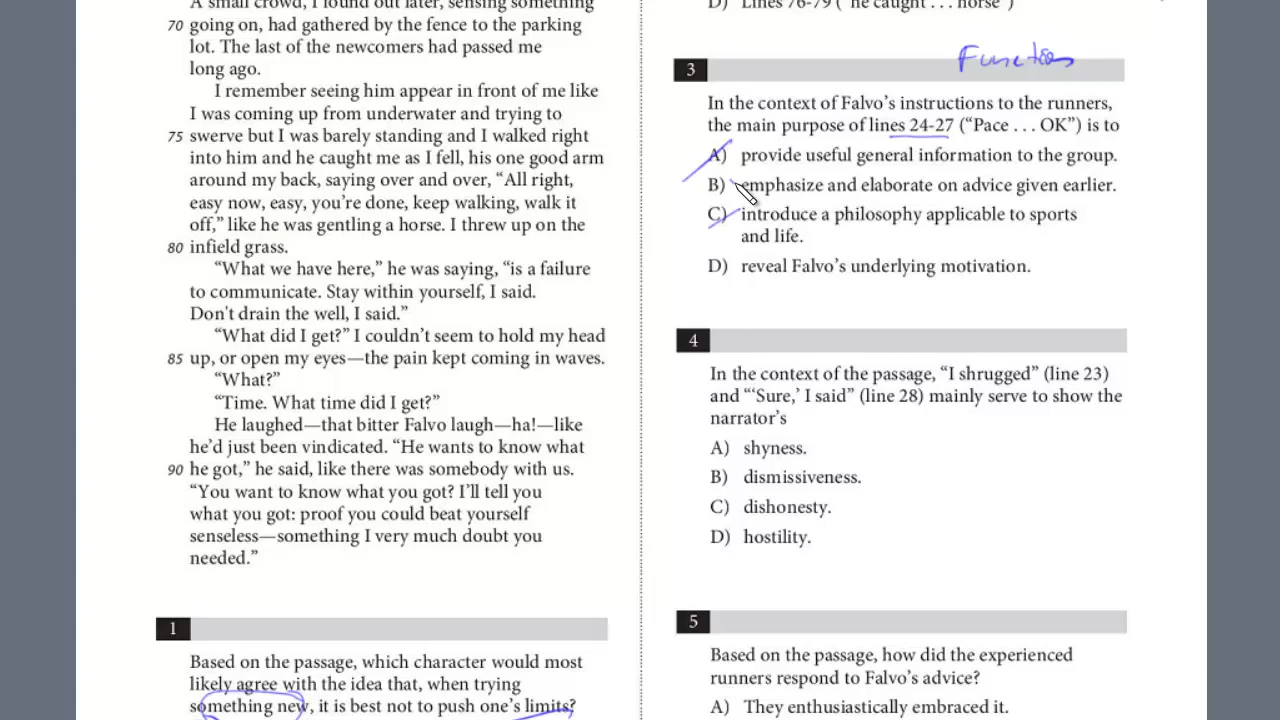 A small crowd, I found out later, sensing something
70 going on, had gathered by the fence to the parking
lot. The last of the newcomers had passed me
long ago.
I remember seeing him appear in front of me like
I was coming up from underwater and trying to
75 swerve but I was barely standing and I walked right
into him and he caught me as I fell, his one good arm
around my back, saying over and over, “All right,
easy now, easy, you’re done, keep walking, walk it
off,” like he was gentling a horse. I threw up on the
80 infield grass.
“What we have here,” he was saying, “is a failure
to communicate. Stay within yourself, I said.
Don't drain the well, I said.”
“What did I get?” I couldn’t seem to hold my head
85 up, or open my eyes—the pain kept coming in waves.
“What?”
“Time. What time did I get?”
He laughed—that bitter Falvo laugh—ha!—like
he’d just been vindicated. “He wants to know what
90 he got,” he said, like there was somebody with us.
“You want to know what you got? I’ll tell you
what you got: proof you could beat yourself
senseless—something I very much doubt you
needed.”
1
Based on the passage, which character would most
likely agree with the idea that, when trying
something new, it is best not to push one’s limits?
D) Lines 76-79 (“he caught . . . horse”)
3
Function
In the context of Falvo’s instructions to the runners,
the main purpose of lines 24-27 (“Pace . . . OK”) is to
A) provide useful general information to the group.
B) emphasize and elaborate on advice given earlier.
C) introduce a philosophy applicable to sports
and life.
D) reveal Falvo’s underlying motivation.
4
In the context of the passage, “I shrugged” (line 23)
and “‘Sure,’ I said” (line 28) mainly serve to show the
narrator’s
A) shyness.
B) dismissiveness.
C) dishonesty.
D) hostility.
5
Based on the passage, how did the experienced
runners respond to Falvo’s advice?
A) They enthusiastically embraced it.